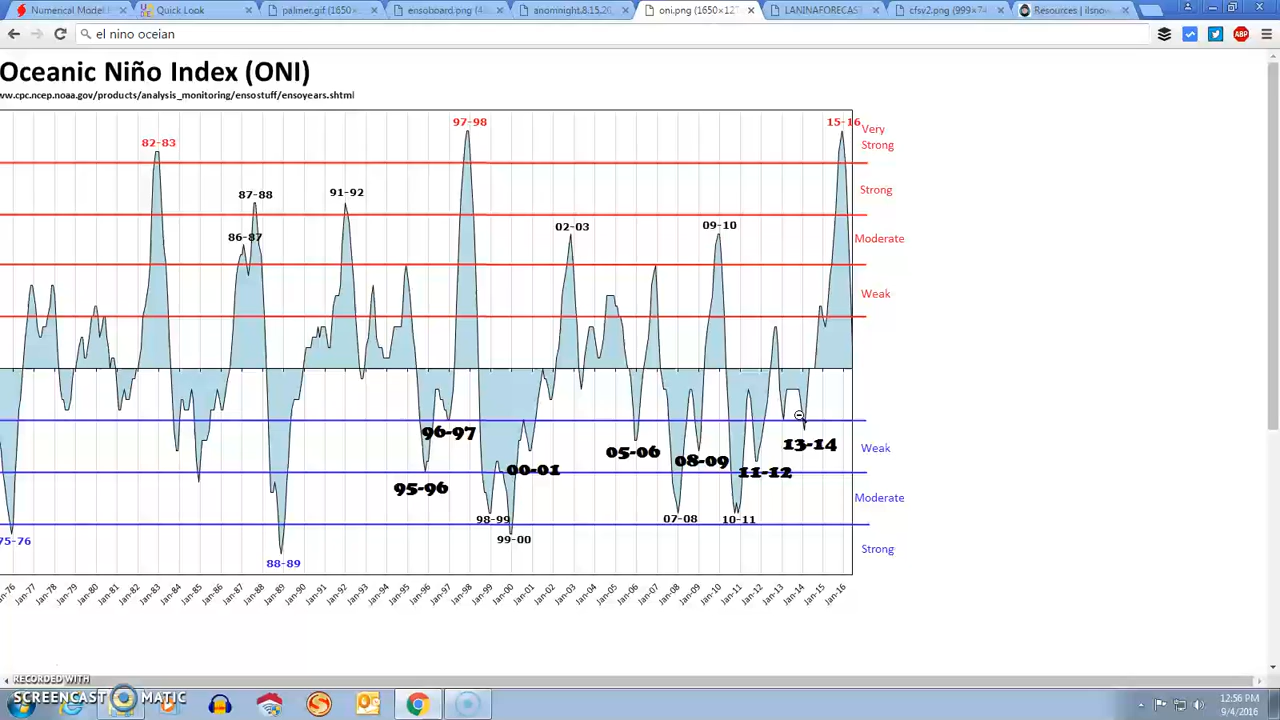 Numerical Model
Quick Look
palmer.gif (1650×
ensoboard.png (4
anomnight.8.15.20
oni.png (1650×12
LANINAFORECAST
cfsv2.png (999×74
Resources | ilsnow
el nino oceian
ABP
Oceanic Niño Index (ONI)
ww.cpc.ncep.noaa.gov/products/analysis_monitoring/ensostuff/ensoyears.shtml
97-98
15-16
Very
Strong
82-83
Strong
87-88
91-92
02-03
09-10
86-87
Moderate
Weak
96-97
13-14
Weak
05-06
08-09
00-01
11-12
95-96
Moderate
98-99
07-08
10-11
99-00
75-76
Strong
88-89
Jan-76 Jan-77 Jan-78 Jan-79 Jan-80 Jan-81 Jan-82 Jan-83 Jan-84 Jan-85 Jan-86 Jan-87 Jan-88 Jan-89 Jan-90 Jan-91 Jan-92 Jan-93 Jan-94 Jan-95 Jan-96 Jan-97 Jan-98 Jan-99 Jan-00 Jan-01 Jan-02 Jan-03 Jan-04 Jan-05 Jan-06 Jan-07 Jan-08 Jan-09 Jan-10 Jan-11 Jan-12 Jan-13 Jan-14 Jan-15 Jan-16
RECORDED WITH
SCREENCAST MATIC
12:56 PM
9/4/2016